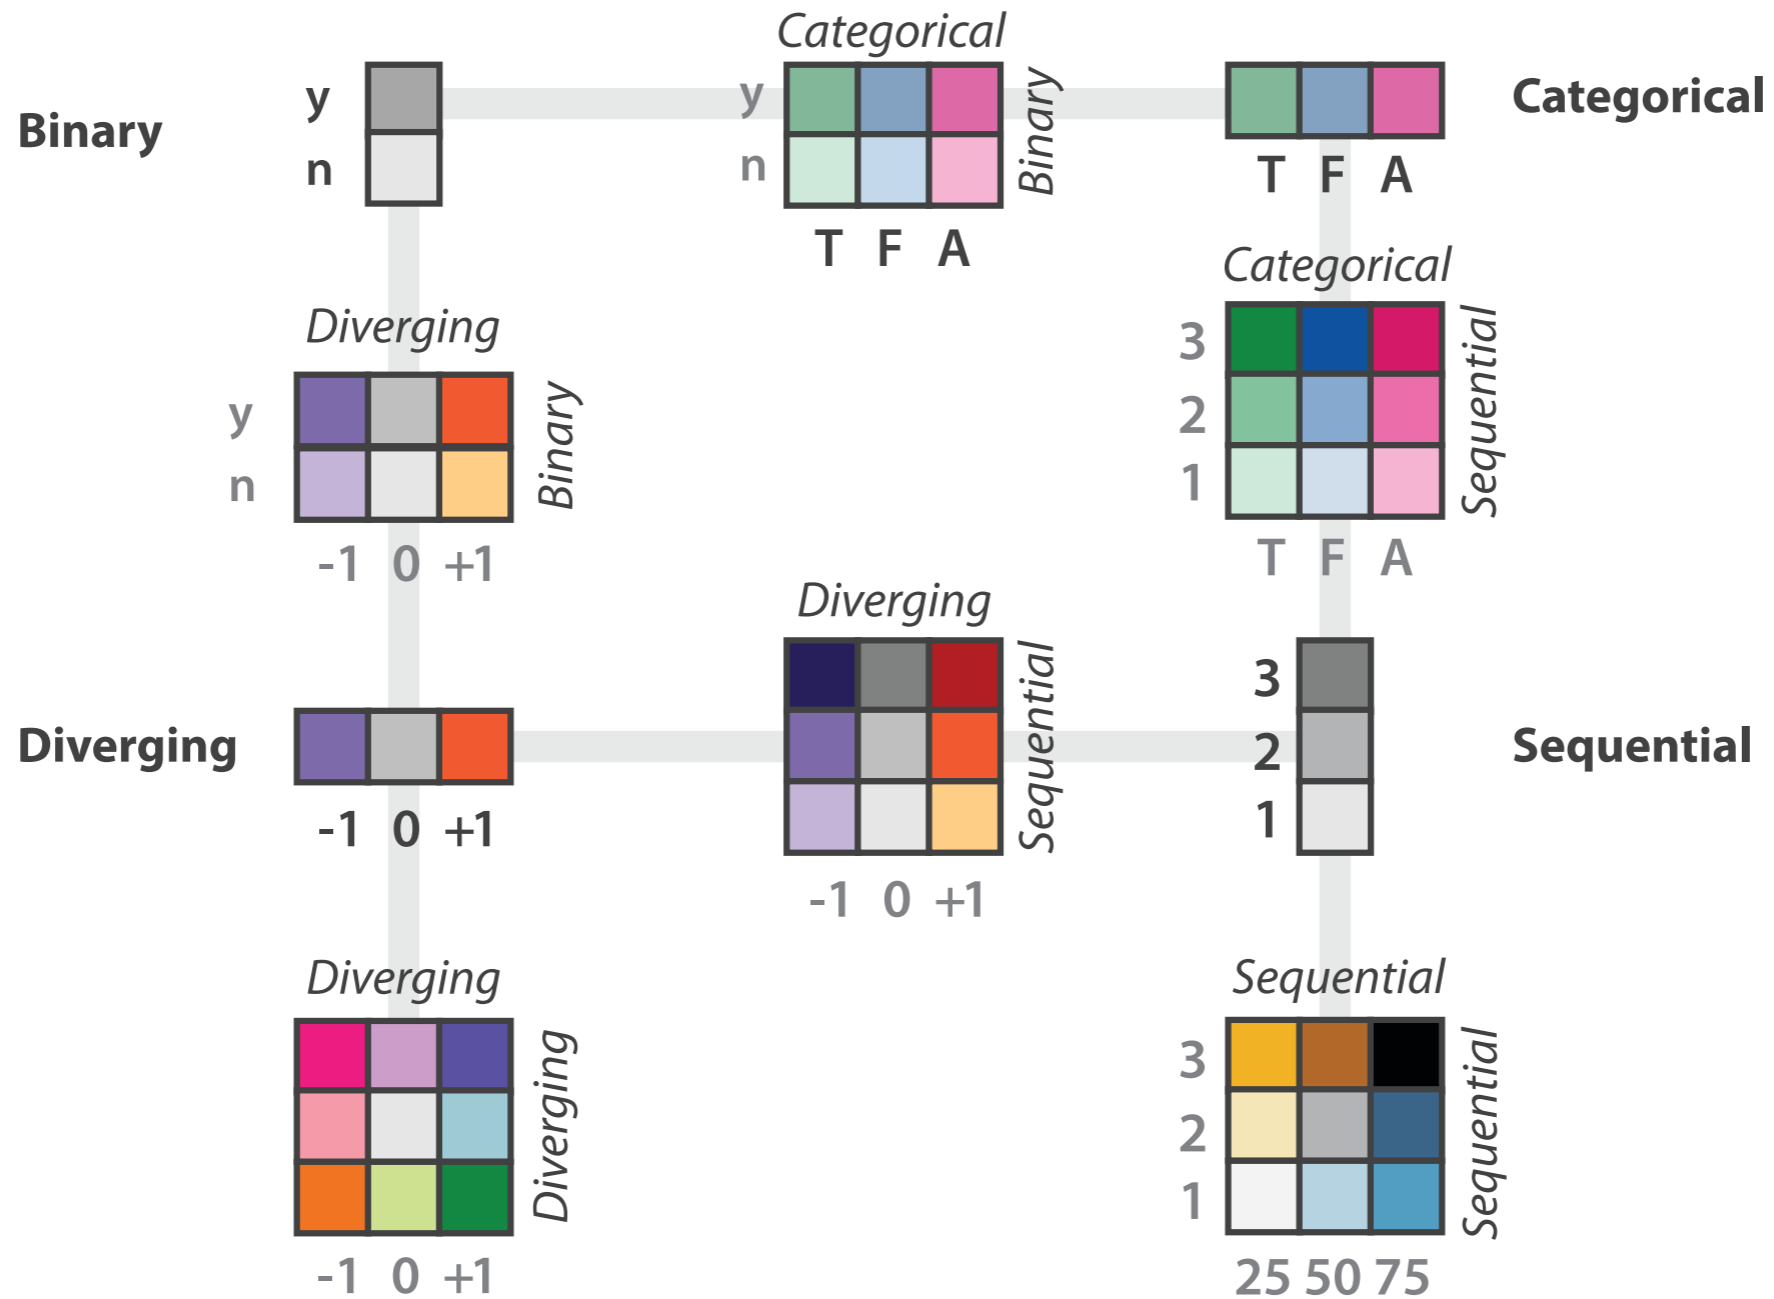 Categorical
Binary
y
n
y
n
Binary
T F A
Categorical
T F A
Diverging
y
n
Binary
-1 0 +1
Categorical
3
2
1
Sequential
T F A
Diverging
-1 0 +1
Diverging
Sequential
-1 0 +1
3
2
1
Sequential
Diverging
Diverging
-1 0 +1
Sequential
3
2
1
Sequential
25 50 75